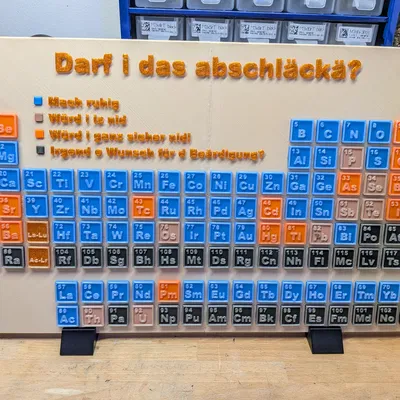 Darf i das abschläckä?
Mach ruhig
Würd i ganz sicher nid!
Irgend ä Wunsch für d Beärdigung?
Be B C N O F
Mg Al Si P S
Ca Sc Ti V Cr Mn Fe Co Ni Cu Zn Ga Ge As Se
Sr Y Zr Nb Mo Tc Ru Rh Pd Ag Cd In Sn Sb Te
Ba La-Lu Hf Ta W Re Os Ir Pt Au Hg Tl Pb Bi Po At
Ra Ac-Lr Rf Db Sg Bh Hs Mt Ds Rg Cn Nh Fl Mc Lv Ts
La Ce Pr Nd Pm Sm Eu Gd Tb Dy Ho Er Tm Yb
Ac Th Pa U Np Pu Am Cm Bk Cf Es Fm Md No